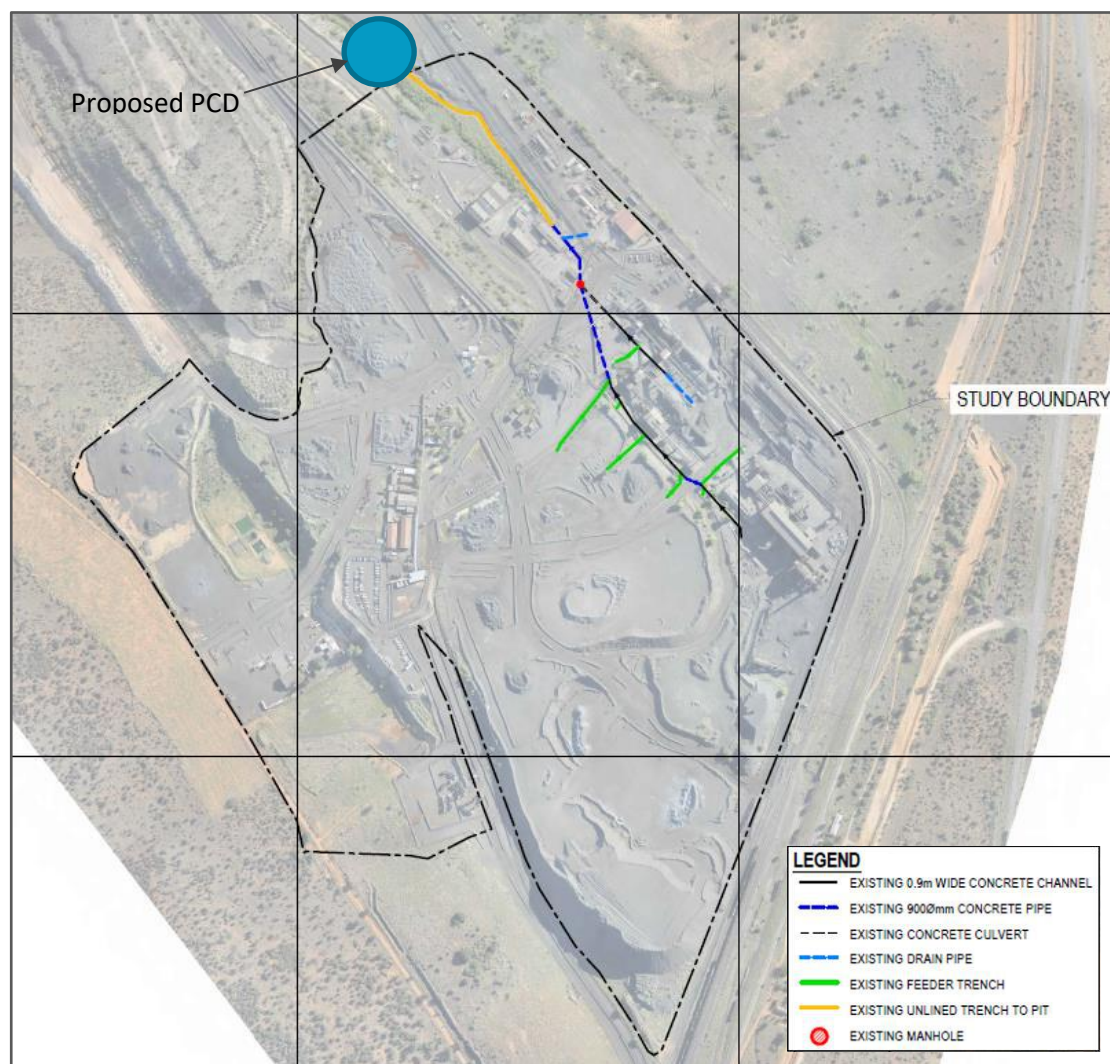 Proposed PCD
STUDY BOUNDARY
LEGEND
EXISTING 0.9m WIDE CONCRETE CHANNEL
EXISTING 900Ømm CONCRETE PIPE
EXISTING CONCRETE CULVERT
EXISTING DRAIN PIPE
EXISTING FEEDER TRENCH
EXISTING UNLINED TRENCH TO PIT
EXISTING MANHOLE